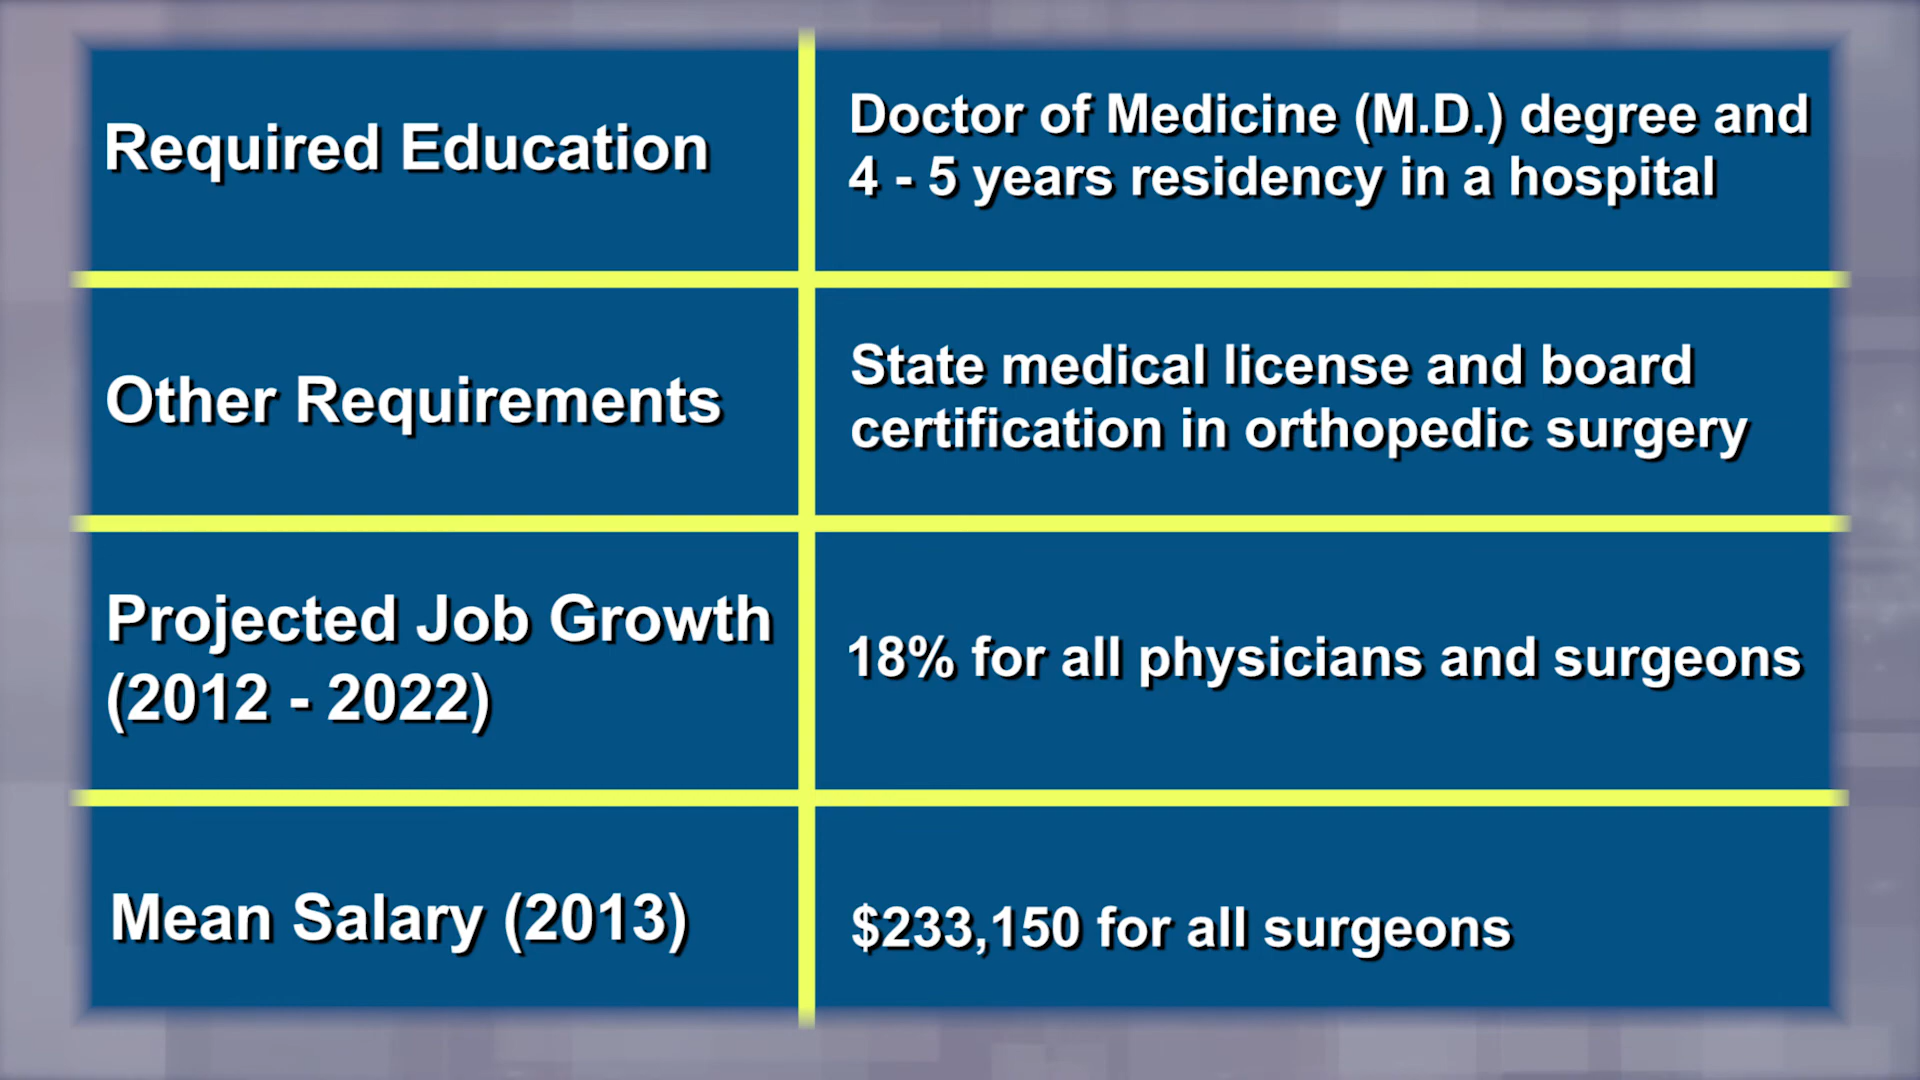 Required Education
Doctor of Medicine (M.D.) degree and
4 - 5 years residency in a hospital
Other Requirements
State medical license and board
certification in orthopedic surgery
Projected Job Growth
(2012 - 2022)
18% for all physicians and surgeons
Mean Salary (2013)
$233,150 for all surgeons